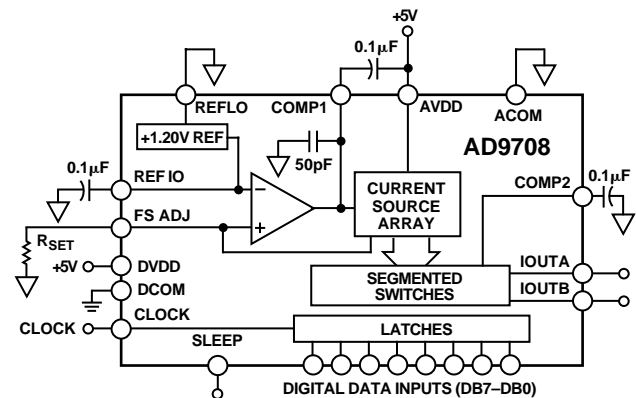 +5V
0.1µF
REFLO
COMP1
AVDD
ACOM
+1.20V REF
50pF
AD9708
0.1µF
REF IO
COMP2
0.1µF
CURRENT
SOURCE
ARRAY
FS ADJ
RSET
+5V
DVDD
DCOM
SEGMENTED
SWITCHES
IOUTA
IOUTB
CLOCK
CLOCK
LATCHES
SLEEP
DIGITAL DATA INPUTS (DB7–DB0)